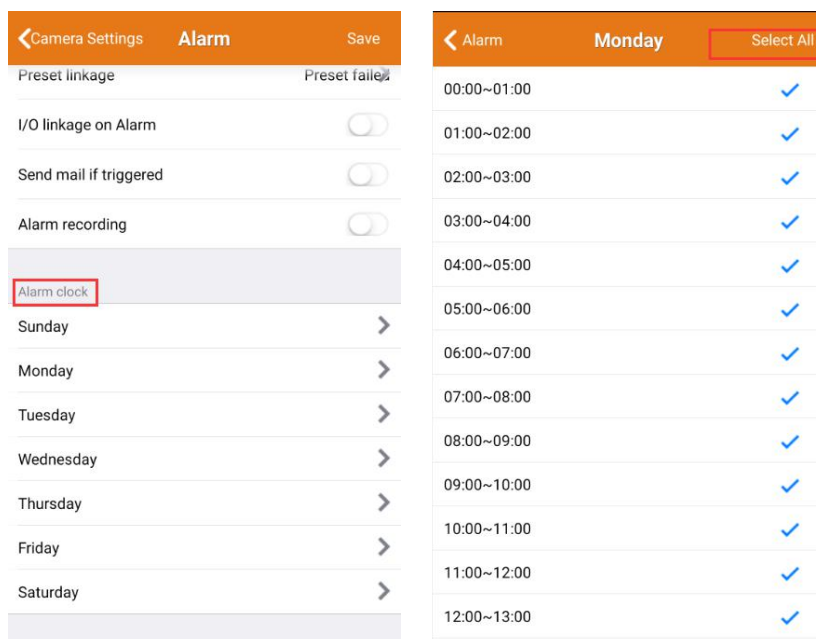 Camera Settings Alarm Save
Preset linkage Preset failed
I/O linkage on Alarm
Send mail if triggered
Alarm recording
Alarm clock
Sunday
Monday
Tuesday
Wednesday
Thursday
Friday
Saturday
Alarm Monday Select All
00:00~01:00
01:00~02:00
02:00~03:00
03:00~04:00
04:00~05:00
05:00~06:00
06:00~07:00
07:00~08:00
08:00~09:00
09:00~10:00
10:00~11:00
11:00~12:00
12:00~13:00